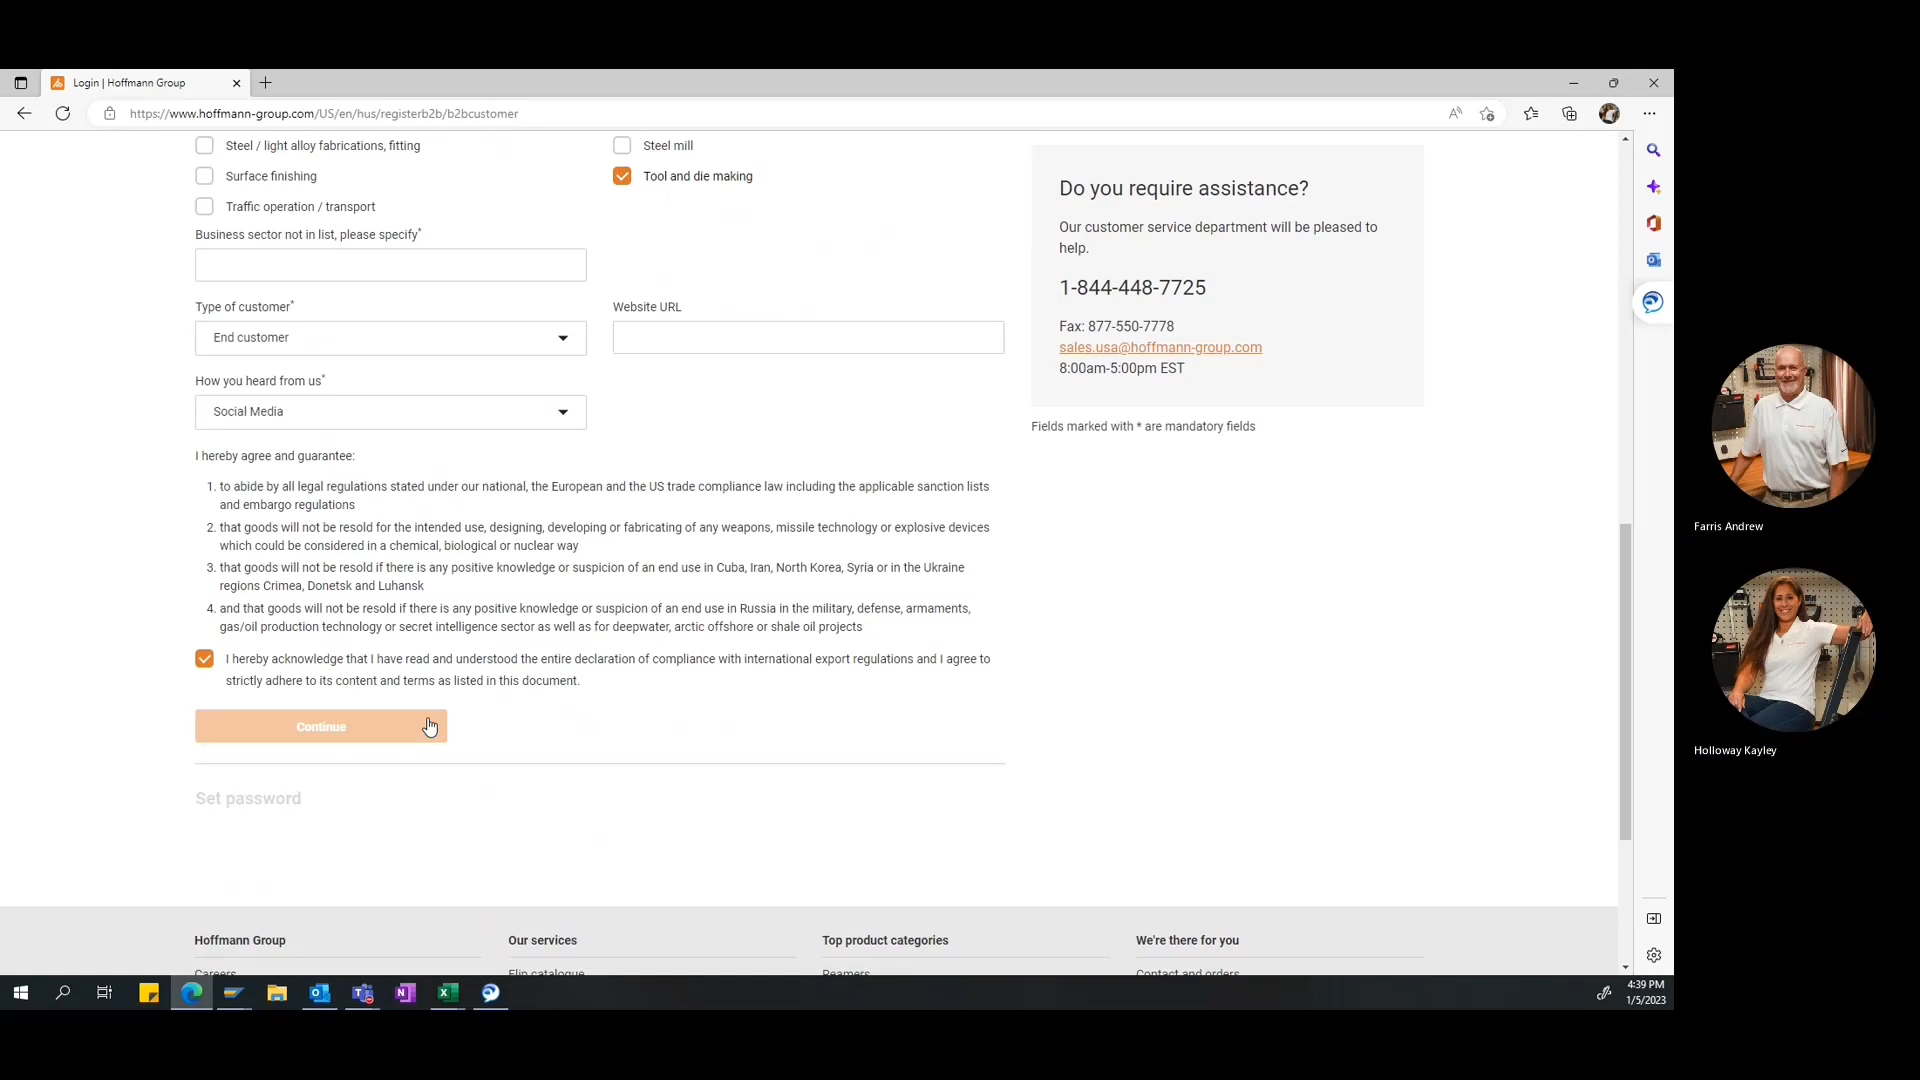 Login | Hoffmann Group
https://www.hoffmann-group.com/US/en/hus/registerb2b/b2bcustomer
Steel / light alloy fabrications, fitting
Steel mill
Surface finishing
Tool and die making
Traffic operation / transport
Business sector not in list, please specify*
Type of customer*
Website URL
End customer
How you heard from us*
Social Media
I hereby agree and guarantee:
1. to abide by all legal regulations stated under our national, the European and the US trade compliance law including the applicable sanction lists
and embargo regulations
2. that goods will not be resold for the intended use, designing, developing or fabricating of any weapons, missile technology or explosive devices
which could be considered in a chemical, biological or nuclear way
3. that goods will not be resold if there is any positive knowledge or suspicion of an end use in Cuba, Iran, North Korea, Syria or in the Ukraine
regions Crimea, Donetsk and Luhansk
4. and that goods will not be resold if there is any positive knowledge or suspicion of an end use in Russia in the military, defense, armaments,
gas/oil production technology or secret intelligence sector as well as for deepwater, arctic offshore or shale oil projects
I hereby acknowledge that I have read and understood the entire declaration of compliance with international export regulations and I agree to
strictly adhere to its content and terms as listed in this document.
Continue
Set password
Do you require assistance?
Our customer service department will be pleased to
help.
1-844-448-7725
Fax: 877-550-7778
sales.usa@hoffmann-group.com
8:00am-5:00pm EST
Fields marked with * are mandatory fields
Hoffmann Group
Our services
Top product categories
We're there for you
Careers
Flip catalogue
Reamers
Contact and orders
4:39 PM
1/5/2023
Farris Andrew
Holloway Kayley